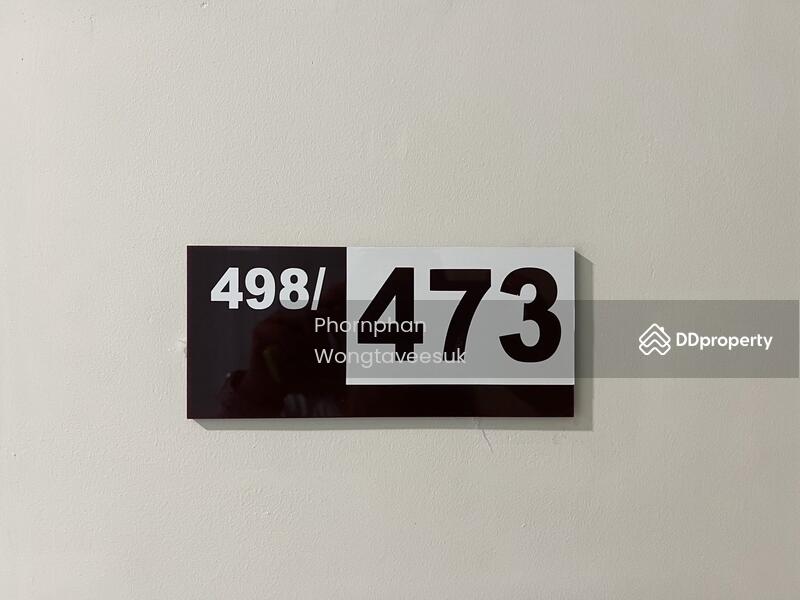 498/
473
Phornphan
Wongtaveesuk
DDproperty